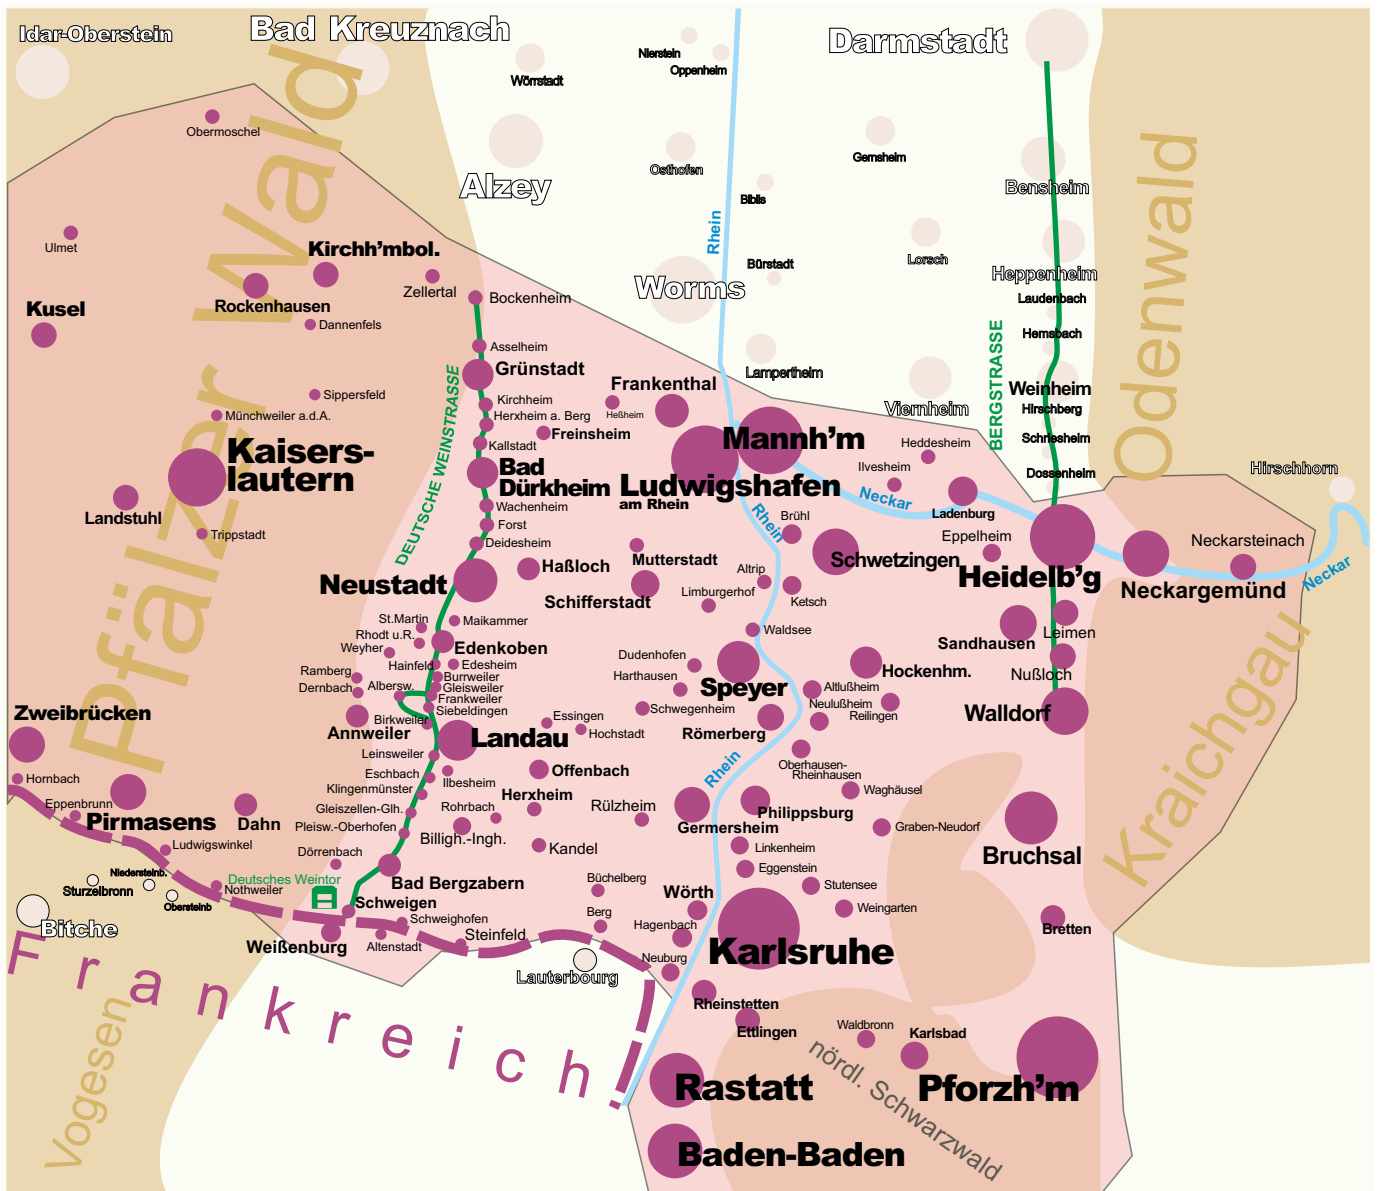 Idar-Oberstein
Bad Kreuznach
Wörrstadt
Nierstein
Oppenheim
Darmstadt
Obermoschel
Alzey
Osthofen
Gernsheim
Biblis
Bensheim
Ulmet
Kirchh'mbol.
Rhein
Bürstadt
Lorsch
Heppenheim
Rockenhausen
Zellertal
Bockenheim
Worms
Laudenbach
Kusel
Dannenfels
Hemsbach
Asselheim
Grünstadt
Lampertheim
BERGSTRASSE
Weinheim
Sippersfeld
Frankenthal
Viernheim
Hirschberg
Münchweiler a.d.A.
Kirchheim
Herxheim a. Berg
Heßheim
Schriesheim
Freinsheim
Kallstadt
Mannh'm
Heddesheim
Dossenheim
Hirschhorn
Kaisers-
lautern
Bad
Dürkheim
Ludwigshafen
am Rhein
Ilvesheim
Neckar
Ladenburg
Landstuhl
Wachenheim
Forst
Deidesheim
Rhein
Brühl
Eppelheim
Trippstadt
DEUTSCHE WEINSTRASSE
Haßloch
Mutterstadt
Schwetzingen
Heidelb'g
Neckarsteinach
Neckar
Neckargemünd
Neustadt
Schifferstadt
Altrip
Limburgerhof
Ketsch
St.Martin
Maikammer
Waldsee
Sandhausen
Leimen
Rhodt u.R.
Weyher
Edenkoben
Hainfeld
Edesheim
Dudenhofen
Harthausen
Speyer
Hockenhm.
Nußloch
Ramberg
Dernbach
Albersw.
Burrweiler
Gleisweiler
Frankweiler
Siebeldingen
Altlußheim
Neulußheim
Reilingen
Walldorf
Zweibrücken
Annweiler
Birkweiler
Landau
Essingen
Hochstadt
Schwegenheim
Römerberg
Leinsweiler
Oberhausen-
Rheinhausen
Rhein
Hornbach
Eschbach
Ilbesheim
Offenbach
Klingenmünster
Herxheim
Waghäusel
Eppenbrunn
Pirmasens
Dahn
Gleiszellen-Glh.
Rohrbach
Rülzheim
Germersheim
Philippsburg
Pleisw.-Oberhofen
Billigh.-Ingh.
Graben-Neudorf
Bruchsal
Ludwigswinkel
Dörrenbach
Kandel
Linkenheim
Niedersteinb.
Sturzelbronn
Obersteinb
Nothweiler
Deutsches Weintor
Bad Bergzabern
Büchelberg
Eggenstein
Stutensee
Schweigen
Wörth
Weingarten
Bitche
Weißenburg
Schweighofen
Altenstadt
Steinfeld
Berg
Hagenbach
Karlsruhe
Bretten
Lauterbourg
Neuburg
Rheinstetten
Ettlingen
Waldbronn
Karlsbad
Rastatt
Pforzh'm
Baden-Baden
Pfälzer Wald
Odenwald
Kraichgau
nördl. Schwarzwald
Vogesen
Frankreich